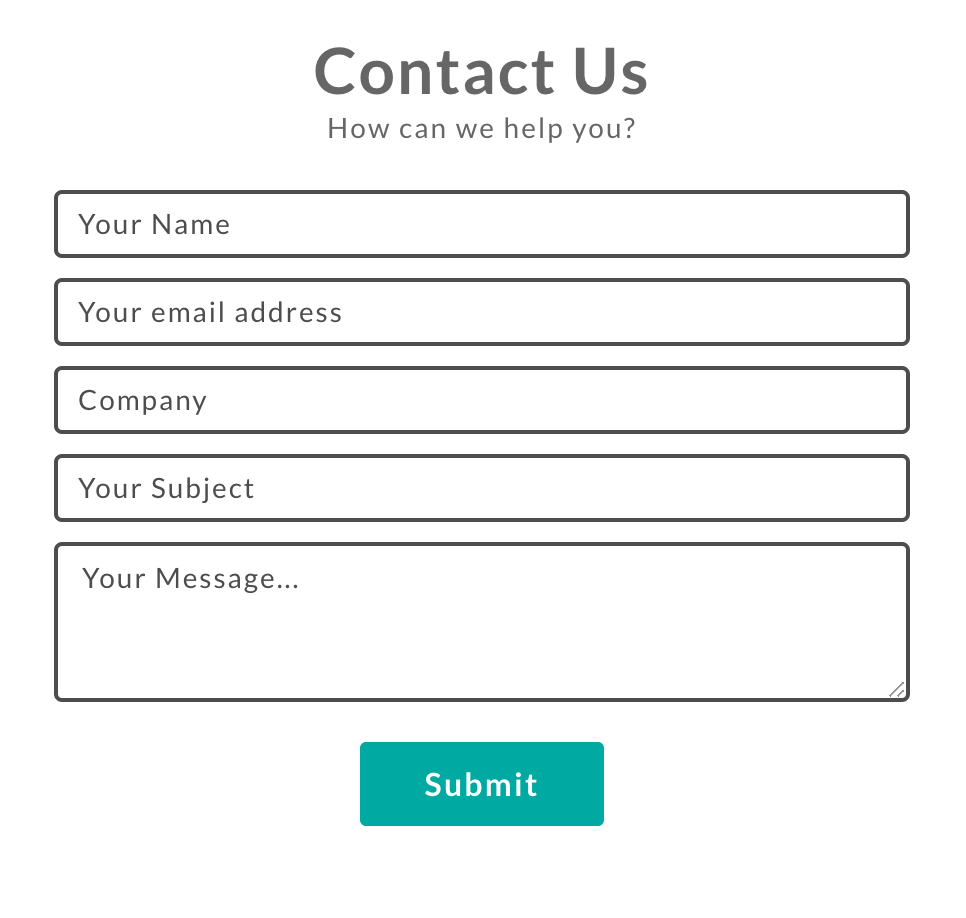 Contact Us
How can we help you?
Your Name
Your email address
Company
Your Subject
Your Message...
Submit